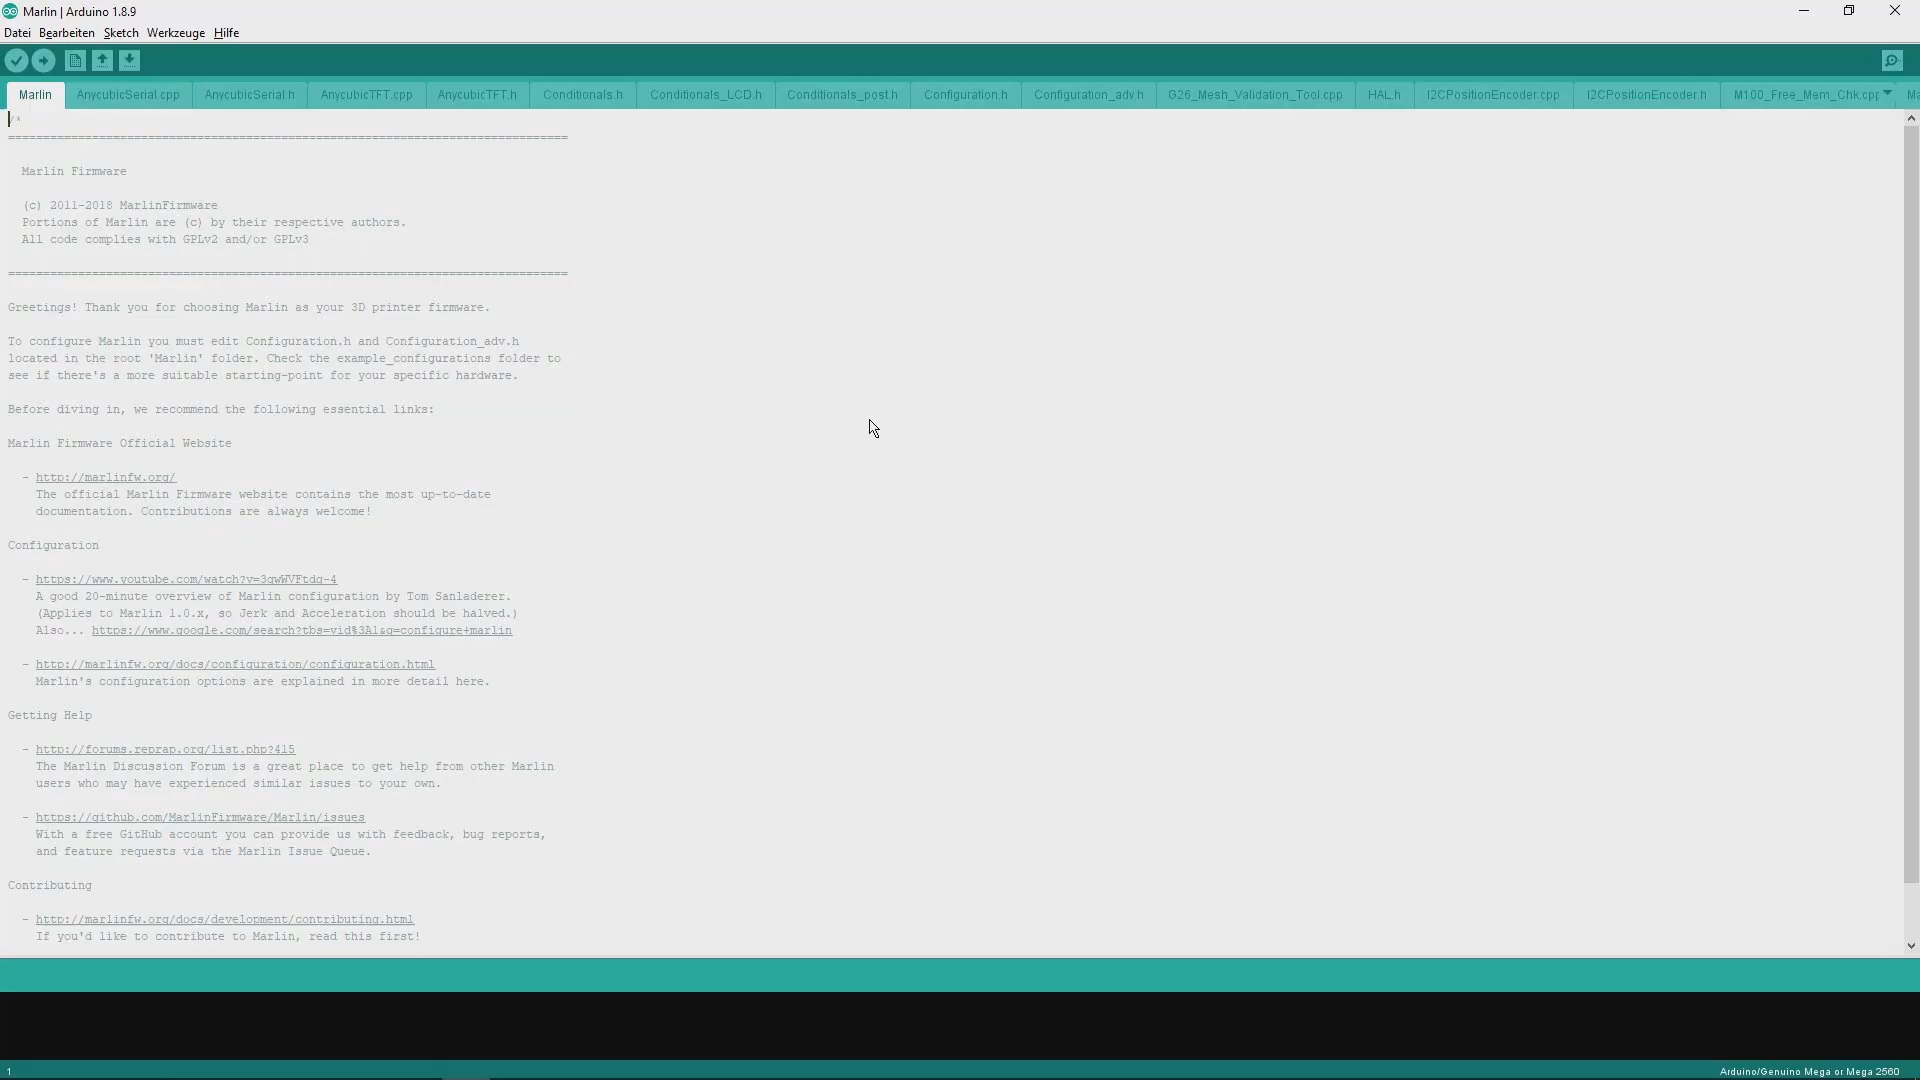 Marlin | Arduino 1.8.9
Datei Bearbeiten Sketch Werkzeuge Hilfe
Marlin AnycubicSerial.cpp AnycubicSerial.h AnycubicTFT.cpp AnycubicTFT.h Conditionals.h Conditionals_LCD.h Conditionals_post.h Configuration.h Configuration_adv.h G26_Mesh_Validation_Tool.cpp HAL.h I2CPositionEncoder.cpp I2CPositionEncoder.h M100_Free_Mem_Chk.cpp Ma
/*
================================================================================
Marlin Firmware
(c) 2011-2018 MarlinFirmware
Portions of Marlin are (c) by their respective authors.
All code complies with GPLv2 and/or GPLv3
================================================================================
Greetings! Thank you for choosing Marlin as your 3D printer firmware.
To configure Marlin you must edit Configuration.h and Configuration_adv.h
located in the root 'Marlin' folder. Check the example_configurations folder to
see if there's a more suitable starting-point for your specific hardware.
Before diving in, we recommend the following essential links:
Marlin Firmware Official Website
- http://marlinfw.org/
The official Marlin Firmware website contains the most up-to-date
documentation. Contributions are always welcome!
Configuration
- https://www.youtube.com/watch?v=3gwWVFtdg-4
A good 20-minute overview of Marlin configuration by Tom Sanladerer.
(Applies to Marlin 1.0.x, so Jerk and Acceleration should be halved.)
Also... https://www.google.com/search?tbs=vid%3A1&q=configure+marlin
- http://marlinfw.org/docs/configuration/configuration.html
Marlin's configuration options are explained in more detail here.
Getting Help
- http://forums.reprap.org/list.php?415
The Marlin Discussion Forum is a great place to get help from other Marlin
users who may have experienced similar issues to your own.
- https://github.com/MarlinFirmware/Marlin/issues
With a free GitHub account you can provide us with feedback, bug reports,
and feature requests via the Marlin Issue Queue.
Contributing
- http://marlinfw.org/docs/development/contributing.html
If you'd like to contribute to Marlin, read this first!
1
Arduino/Genuino Mega or Mega 2560